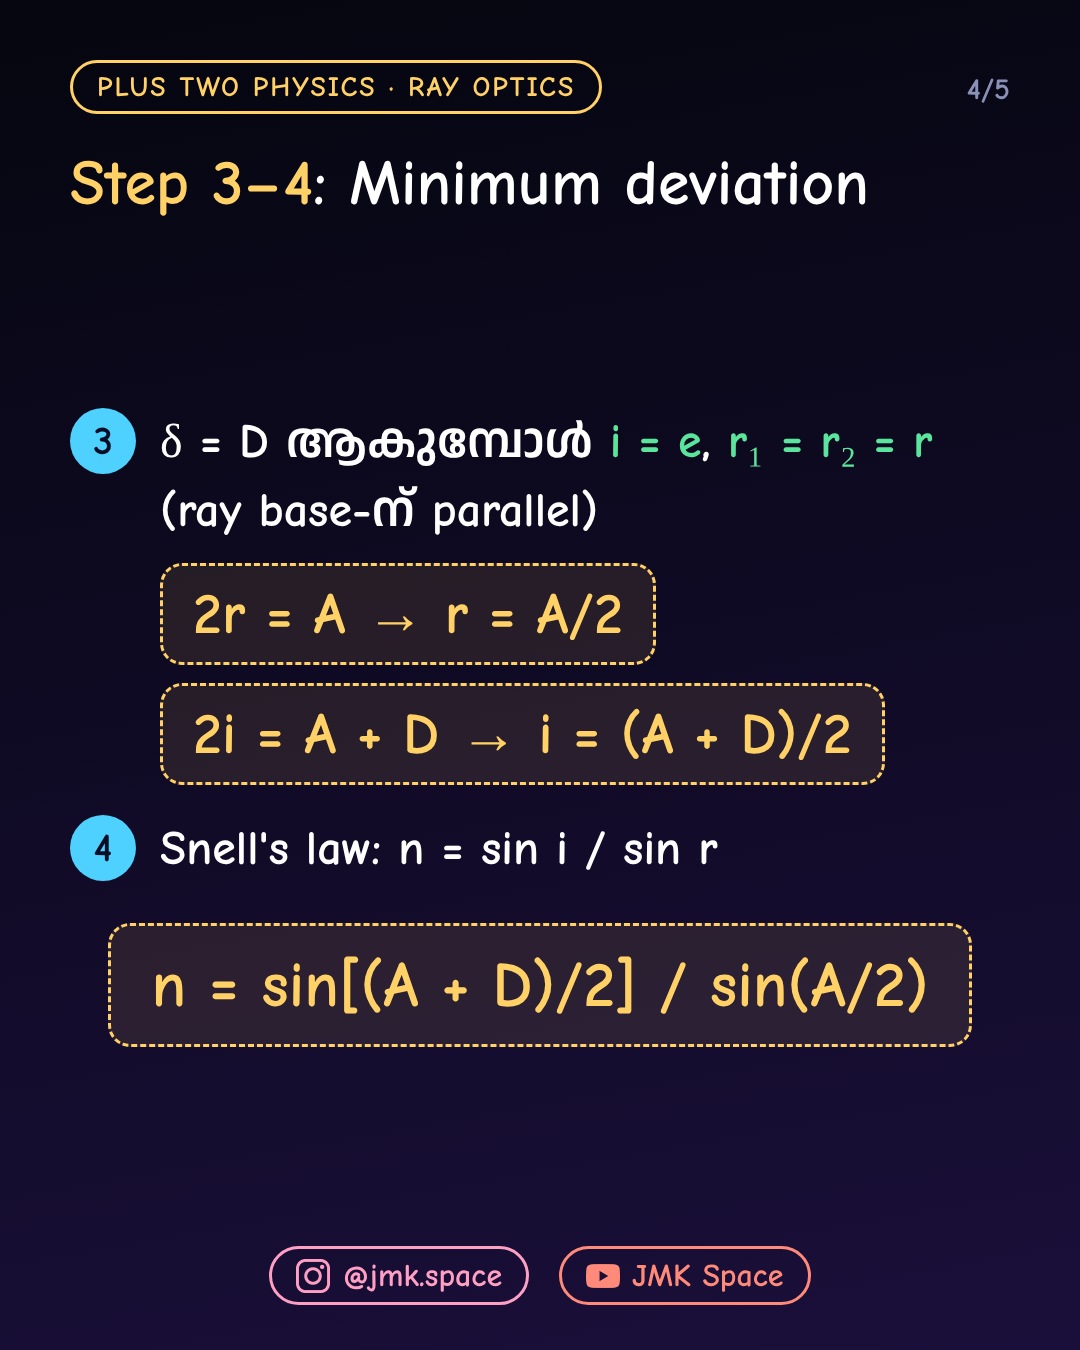 PLUS TWO PHYSICS · RAY OPTICS
4/5
Step 3–4: Minimum deviation
3 δ = D ആകുമ്പോൾ i = e, r₁ = r₂ = r
(ray base-ന് parallel)
2r = A → r = A/2
2i = A + D → i = (A + D)/2
4 Snell's law: n = sin i / sin r
n = sin[(A + D)/2] / sin(A/2)
@jmk.space JMK Space